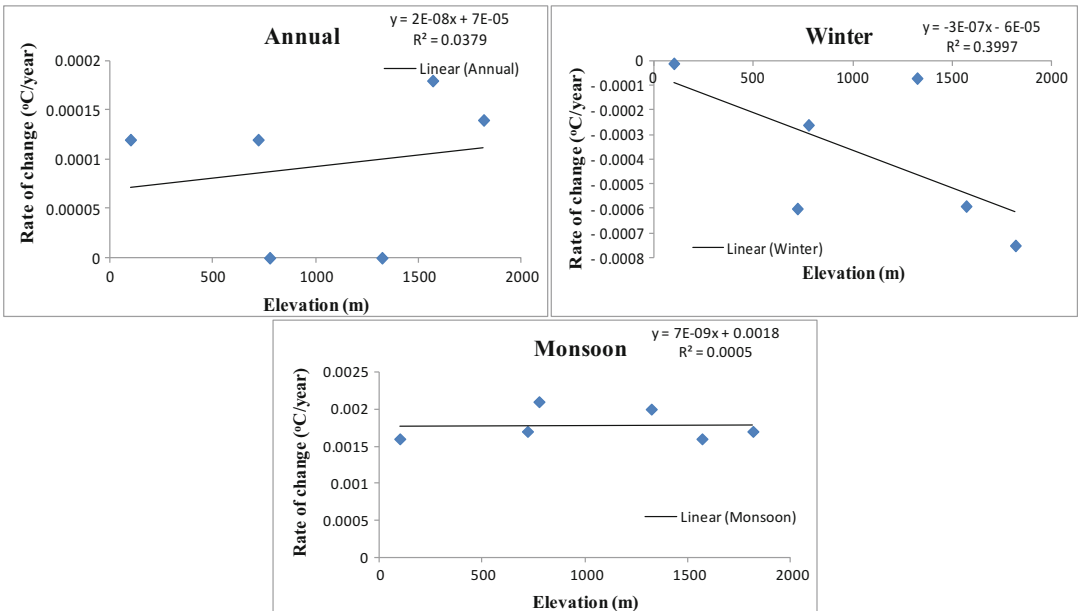 Annual
y = 2E-08x + 7E-05
R² = 0.0379
Linear (Annual)
Rate of change (°C/year)
0.0002
0.00015
0.0001
0.00005
0
0 500 1000 1500 2000
Elevation (m)
Winter
y = -3E-07x - 6E-05
R² = 0.3997
Rate of change (°C/year)
0
0 500 1000 1500 2000
- 0.0001
- 0.0002
- 0.0003
- 0.0004
- 0.0005
- 0.0006
- 0.0007
- 0.0008
Linear (Winter)
Elevation (m)
Monsoon
y = 7E-09x + 0.0018
R² = 0.0005
Rate of change (°C/year)
0.0025
0.002
0.0015
0.001
0.0005
0
Linear (Monsoon)
0 500 1000 1500 2000
Elevation (m)